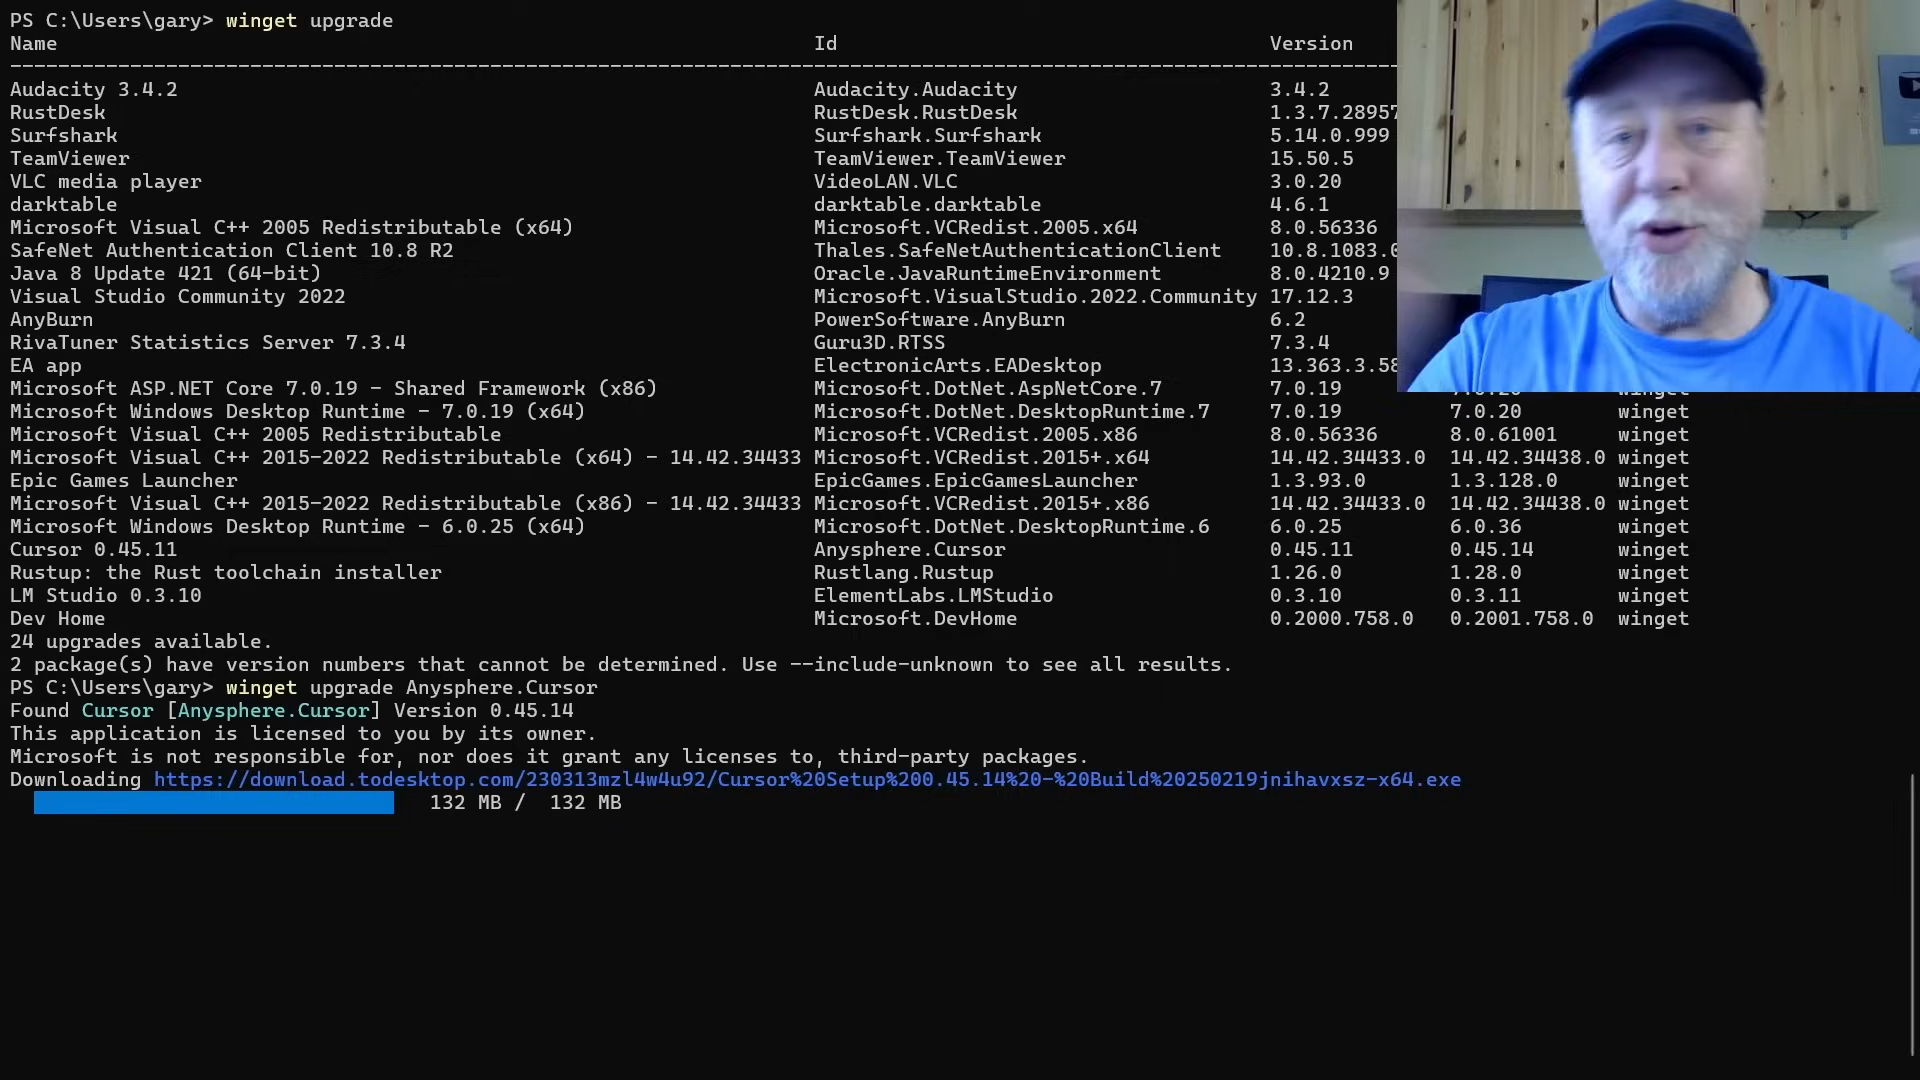 PS C:\Users\gary> winget upgrade
Name Id Version
Audacity 3.4.2 Audacity.Audacity 3.4.2
RustDesk RustDesk.RustDesk 1.3.7.28957
Surfshark Surfshark.Surfshark 5.14.0.999
TeamViewer TeamViewer.TeamViewer 15.50.5
VLC media player VideoLAN.VLC 3.0.20
darktable darktable.darktable 4.6.1
Microsoft Visual C++ 2005 Redistributable (x64) Microsoft.VCRedist.2005.x64 8.0.56336
SafeNet Authentication Client 10.8 R2 Thales.SafeNetAuthenticationClient 10.8.1083.0
Java 8 Update 421 (64-bit) Oracle.JavaRuntimeEnvironment 8.0.4210.9
Visual Studio Community 2022 Microsoft.VisualStudio.2022.Community 17.12.3
AnyBurn PowerSoftware.AnyBurn 6.2
RivaTuner Statistics Server 7.3.4 Guru3D.RTSS 7.3.4
EA app ElectronicArts.EADesktop 13.363.3.58
Microsoft ASP.NET Core 7.0.19 - Shared Framework (x86) Microsoft.DotNet.AspNetCore.7 7.0.19 winget
Microsoft Windows Desktop Runtime - 7.0.19 (x64) Microsoft.DotNet.DesktopRuntime.7 7.0.19 7.0.20 winget
Microsoft Visual C++ 2005 Redistributable Microsoft.VCRedist.2005.x86 8.0.56336 8.0.61001 winget
Microsoft Visual C++ 2015-2022 Redistributable (x64) - 14.42.34433 Microsoft.VCRedist.2015+.x64 14.42.34433.0 14.42.34438.0 winget
Epic Games Launcher EpicGames.EpicGamesLauncher 1.3.93.0 1.3.128.0 winget
Microsoft Visual C++ 2015-2022 Redistributable (x86) - 14.42.34433 Microsoft.VCRedist.2015+.x86 14.42.34433.0 14.42.34438.0 winget
Microsoft Windows Desktop Runtime - 6.0.25 (x64) Microsoft.DotNet.DesktopRuntime.6 6.0.25 6.0.36 winget
Cursor 0.45.11 Anysphere.Cursor 0.45.11 0.45.14 winget
Rustup: the Rust toolchain installer Rustlang.Rustup 1.26.0 1.28.0 winget
LM Studio 0.3.10 ElementLabs.LMStudio 0.3.10 0.3.11 winget
Dev Home Microsoft.DevHome 0.2000.758.0 0.2001.758.0 winget
24 upgrades available.
2 package(s) have version numbers that cannot be determined. Use --include-unknown to see all results.
PS C:\Users\gary> winget upgrade Anysphere.Cursor
Found Cursor [Anysphere.Cursor] Version 0.45.14
This application is licensed to you by its owner.
Microsoft is not responsible for, nor does it grant any licenses to, third-party packages.
Downloading https://download.todesktop.com/230313mzl4w4u92/Cursor%20Setup%200.45.14%20-%20Build%20250219jnihavxsz-x64.exe
132 MB / 132 MB